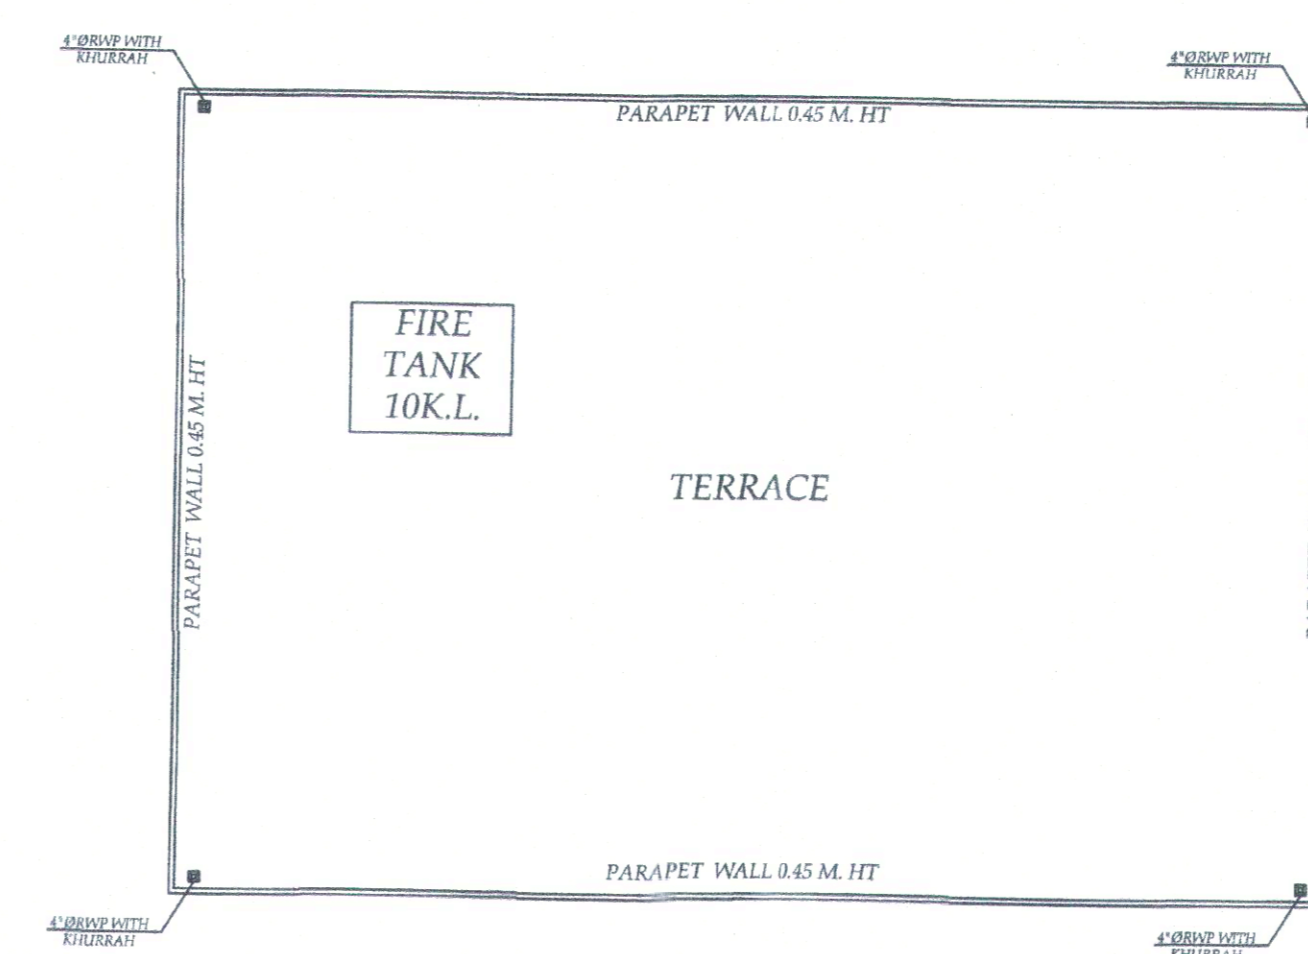 4"ØRWP WITH
KHURRAH
4"ØRWP WITH
KHURRAH
PARAPET WALL 0.45 M. HT
FIRE
TANK
10K.L.
PARAPET WALL 0.45 M. HT
TERRACE
PARAPET WALL 0.45 M. HT
4"ØRWP WITH
KHURRAH
4"ØRWP WITH
KHURRAH